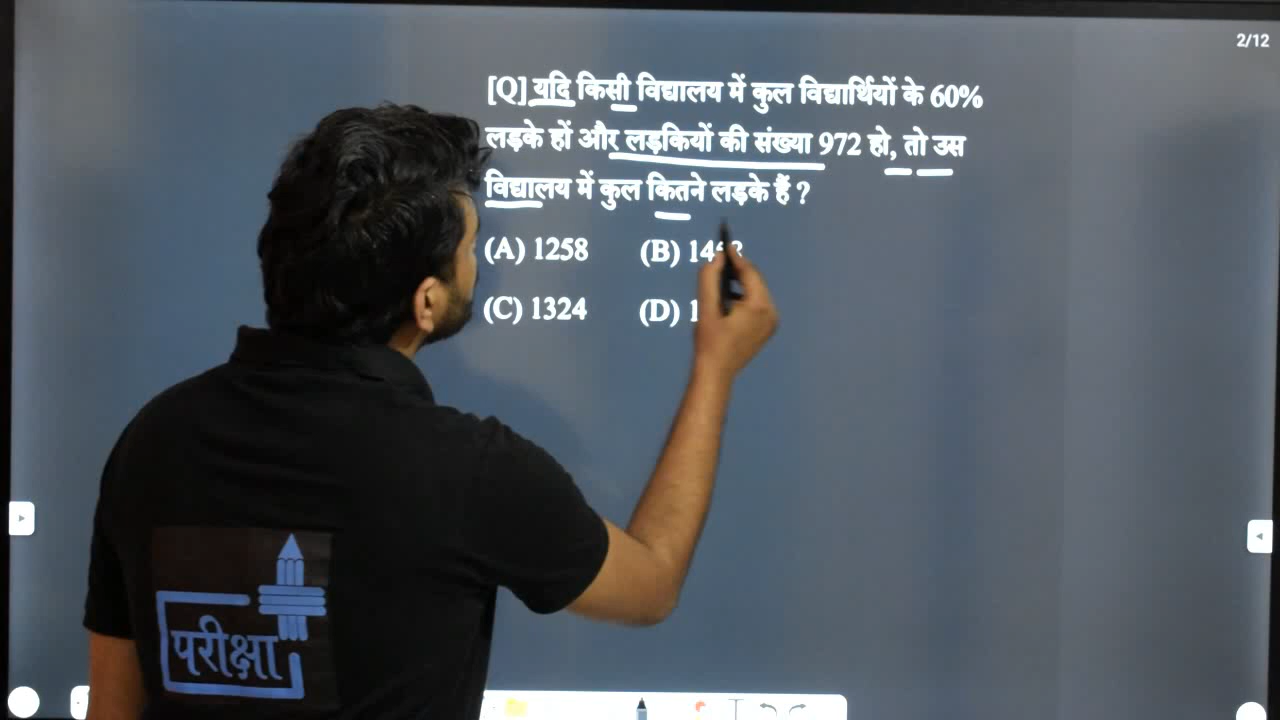 2/12
[Q] यदि किसी विद्यालय में कुल विद्यार्थियों के 60%
लड़के हों और लड़कियों की संख्या 972 हो, तो उस
विद्यालय में कुल कितने लड़के हैं ?
(A) 1258 (B)
(C) 1324 (D)
परीक्षा